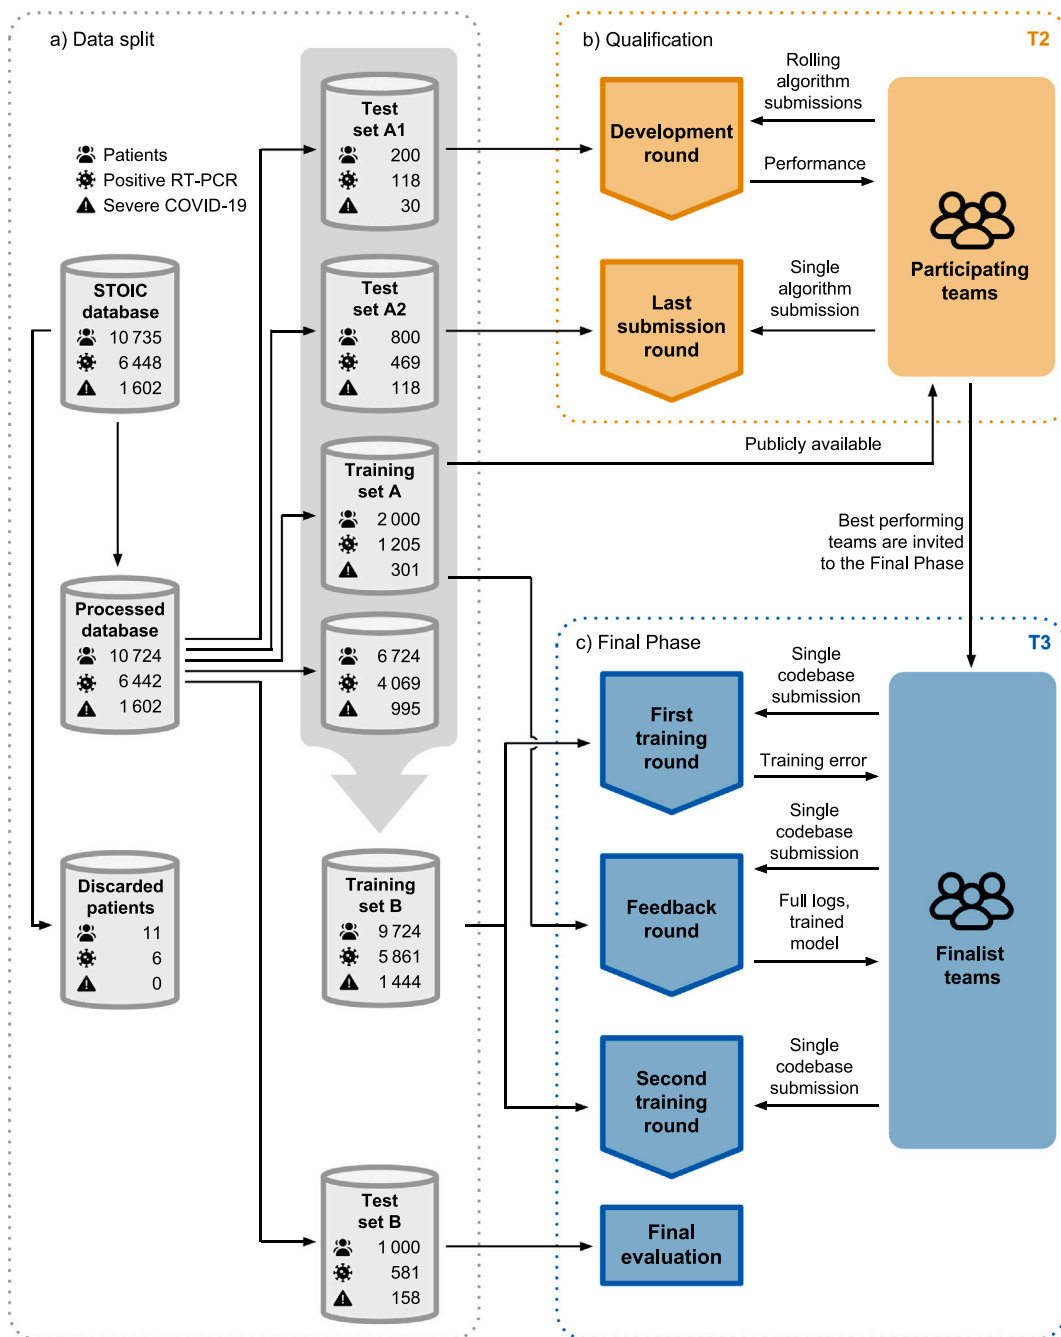 a) Data split
Patients
Positive RT-PCR
Severe COVID-19
STOIC
database
10 735
6 448
1 602
Processed
database
10 724
6 442
1 602
Discarded
patients
11
6
0
Test
set A1
200
118
30
Test
set A2
800
469
118
Training
set A
2 000
1 205
301
6 724
4 069
995
Training
set B
9 724
5 861
1 444
Test
set B
1 000
581
158
b) Qualification
T2
Development
round
Rolling
algorithm
submissions
Performance
Last
submission
round
Single
algorithm
submission
Participating
teams
Publicly available
Best performing
teams are invited
to the Final Phase
c) Final Phase
T3
First
training
round
Single
codebase
submission
Training error
Feedback
round
Single
codebase
submission
Full logs,
trained
model
Finalist
teams
Second
training
round
Single
codebase
submission
Final
evaluation